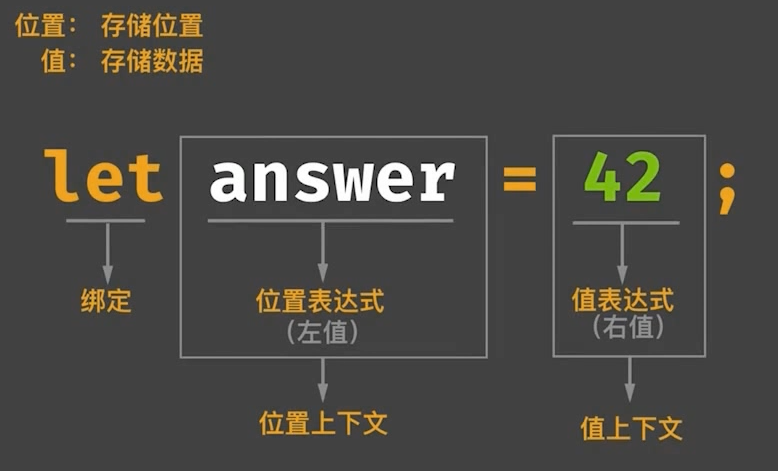 位置： 存储位置
值： 存储数据
let answer = 42 ;
绑定 位置表达式 值表达式
（左值） （右值）
位置上下文 值上下文